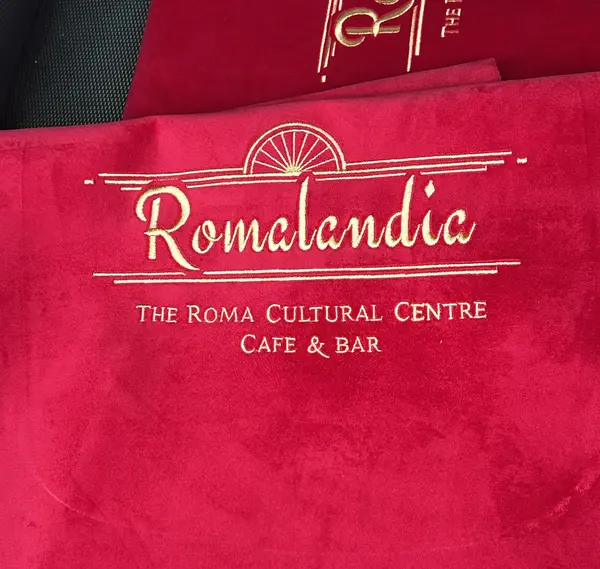 Romalandia
THE ROMA CULTURAL CENTRE
CAFE & BAR